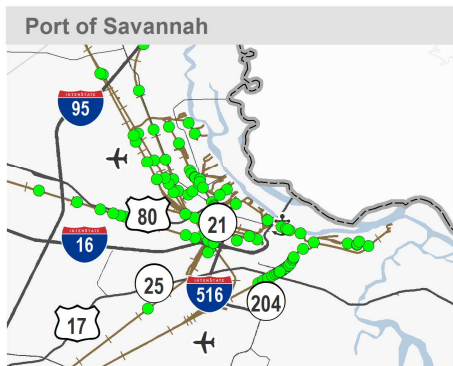 Port of Savannah
INTERSTATE
95
80
21
INTERSTATE
16
25
INTERSTATE
516
204
17